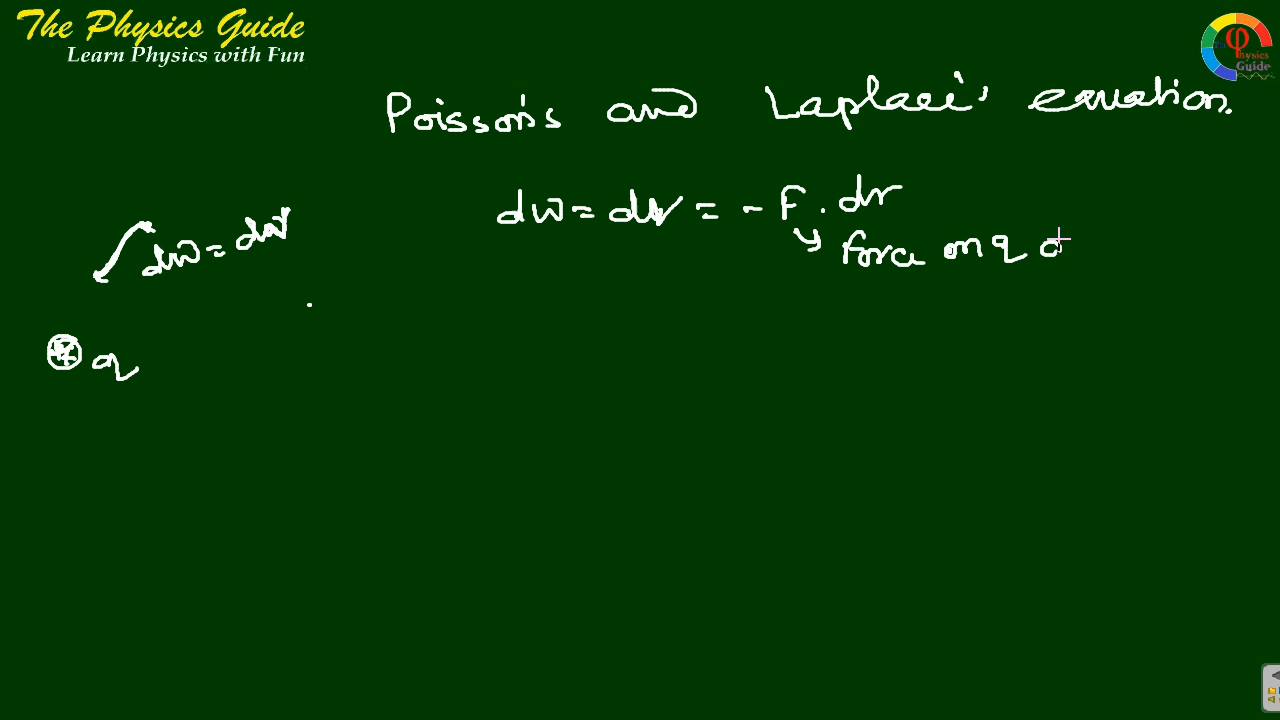 The Physics Guide
Learn Physics with Fun
φ
Physics
Guide
Poisson's and Laplace's equation.
dw = dV = - F . dr
Force on q
dw = dV
q